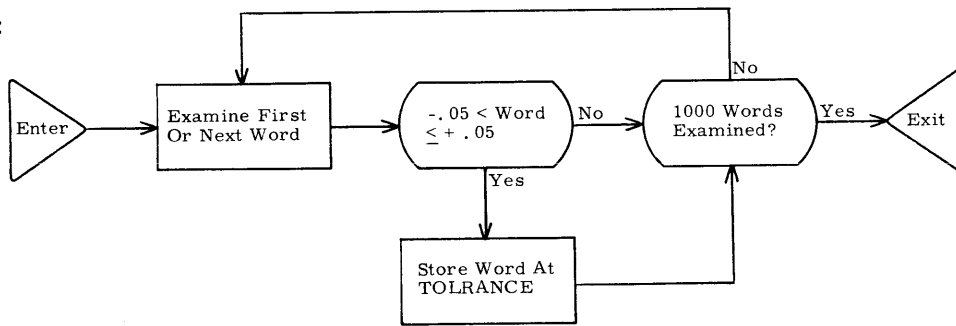 :
No
Enter
Examine First
Or Next Word
-.05 < Word
≤ + .05
No
1000 Words
Examined?
Yes
Exit
Yes
Store Word At
TOLRANCE